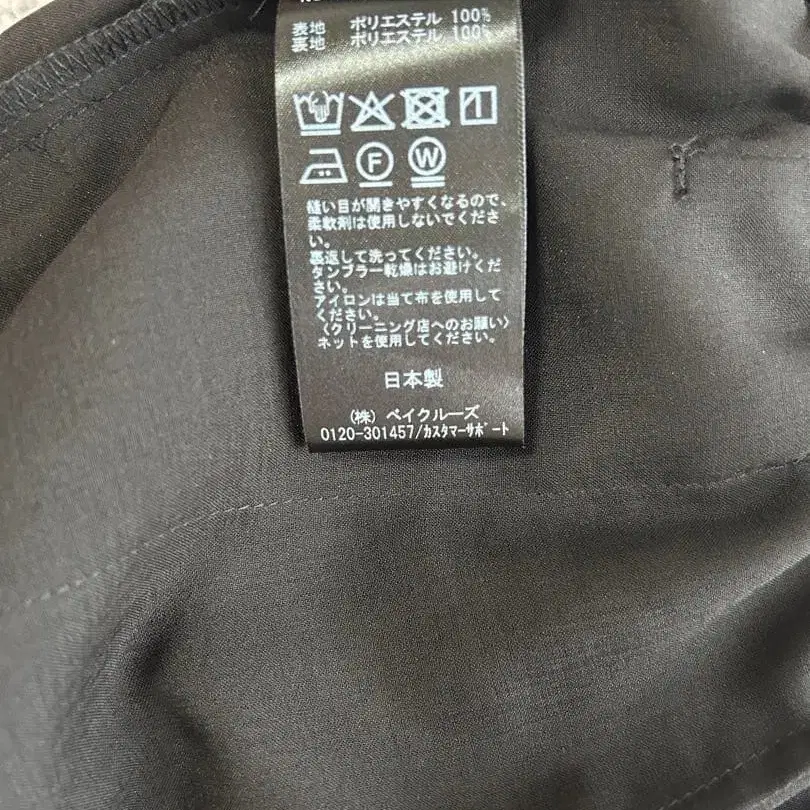 表地 ポリエステル 100%
裏地 ポリエステル 100%
F W
縫い目が開きやすくなるので、
柔軟剤は使用しないでくださ
い。
裏返して洗ってください。
タンブラー乾燥はお避けくだ
さい。
アイロンは当て布を使用して
ください。
〈クリーニング店へのお願い〉
ネットを使用してください。
日本製
(株) ベイクルーズ
0120-301457/ｶｽﾀﾏｰｻﾎﾟｰﾄ